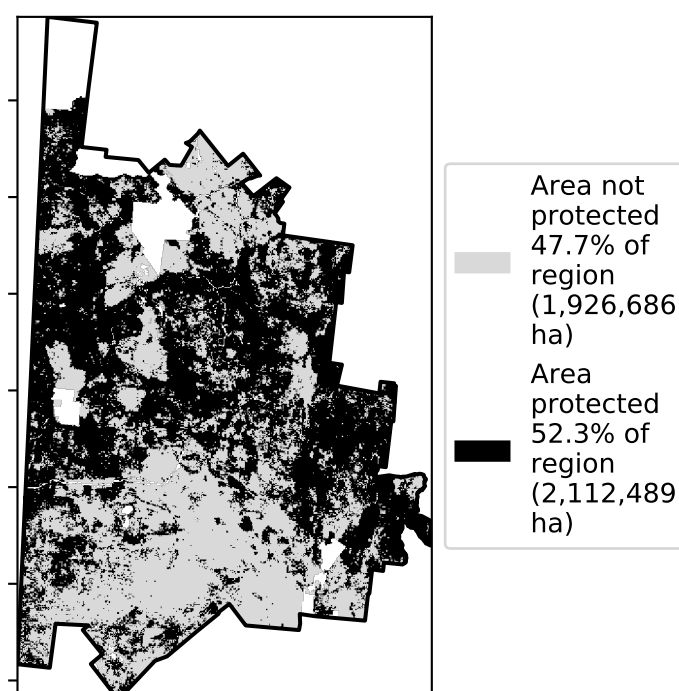 Area not
protected
47.7% of
region
(1,926,686
ha)
Area
protected
52.3% of
region
(2,112,489
ha)